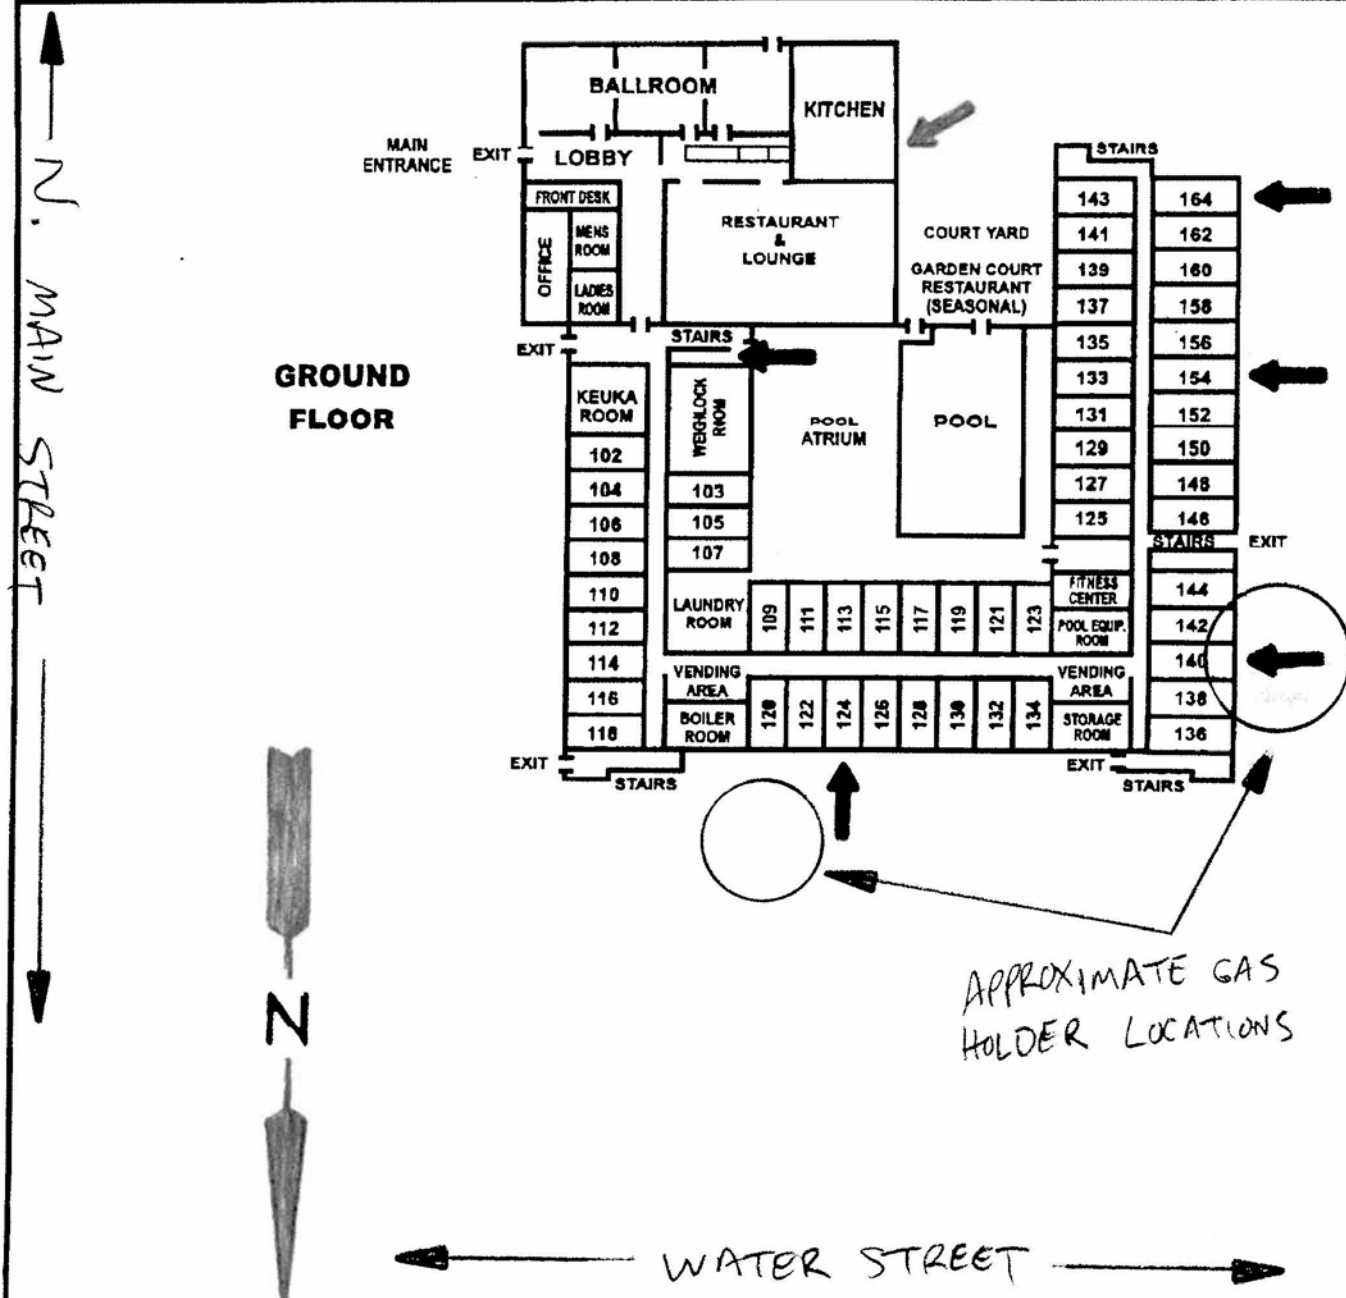 BALLROOM
KITCHEN
MAIN
ENTRANCE
EXIT
LOBBY
STAIRS
FRONT DESK
OFFICE
MENS
ROOM
LADIES
ROOM
RESTAURANT
&
LOUNGE
COURT YARD
GARDEN COURT
RESTAURANT
(SEASONAL)
143
141
139
137
135
133
131
129
127
125
164
162
160
158
156
154
152
150
148
146
STAIRS
EXIT
N. MAIN STREET
GROUND
FLOOR
EXIT
STAIRS
KEUKA
ROOM
WEIGHLOCK
ROOM
POOL
ATRIUM
POOL
102
104
106
108
110
112
114
116
118
103
105
107
LAUNDRY
ROOM
109
111
113
115
117
119
121
123
FITNESS
CENTER
POOL EQUIP.
ROOM
144
142
140
138
136
VENDING
AREA
BOILER
ROOM
120
122
124
126
128
130
132
134
VENDING
AREA
STORAGE
ROOM
EXIT
STAIRS
EXIT
STAIRS
APPROXIMATE GAS
HOLDER LOCATIONS
N
WATER STREET